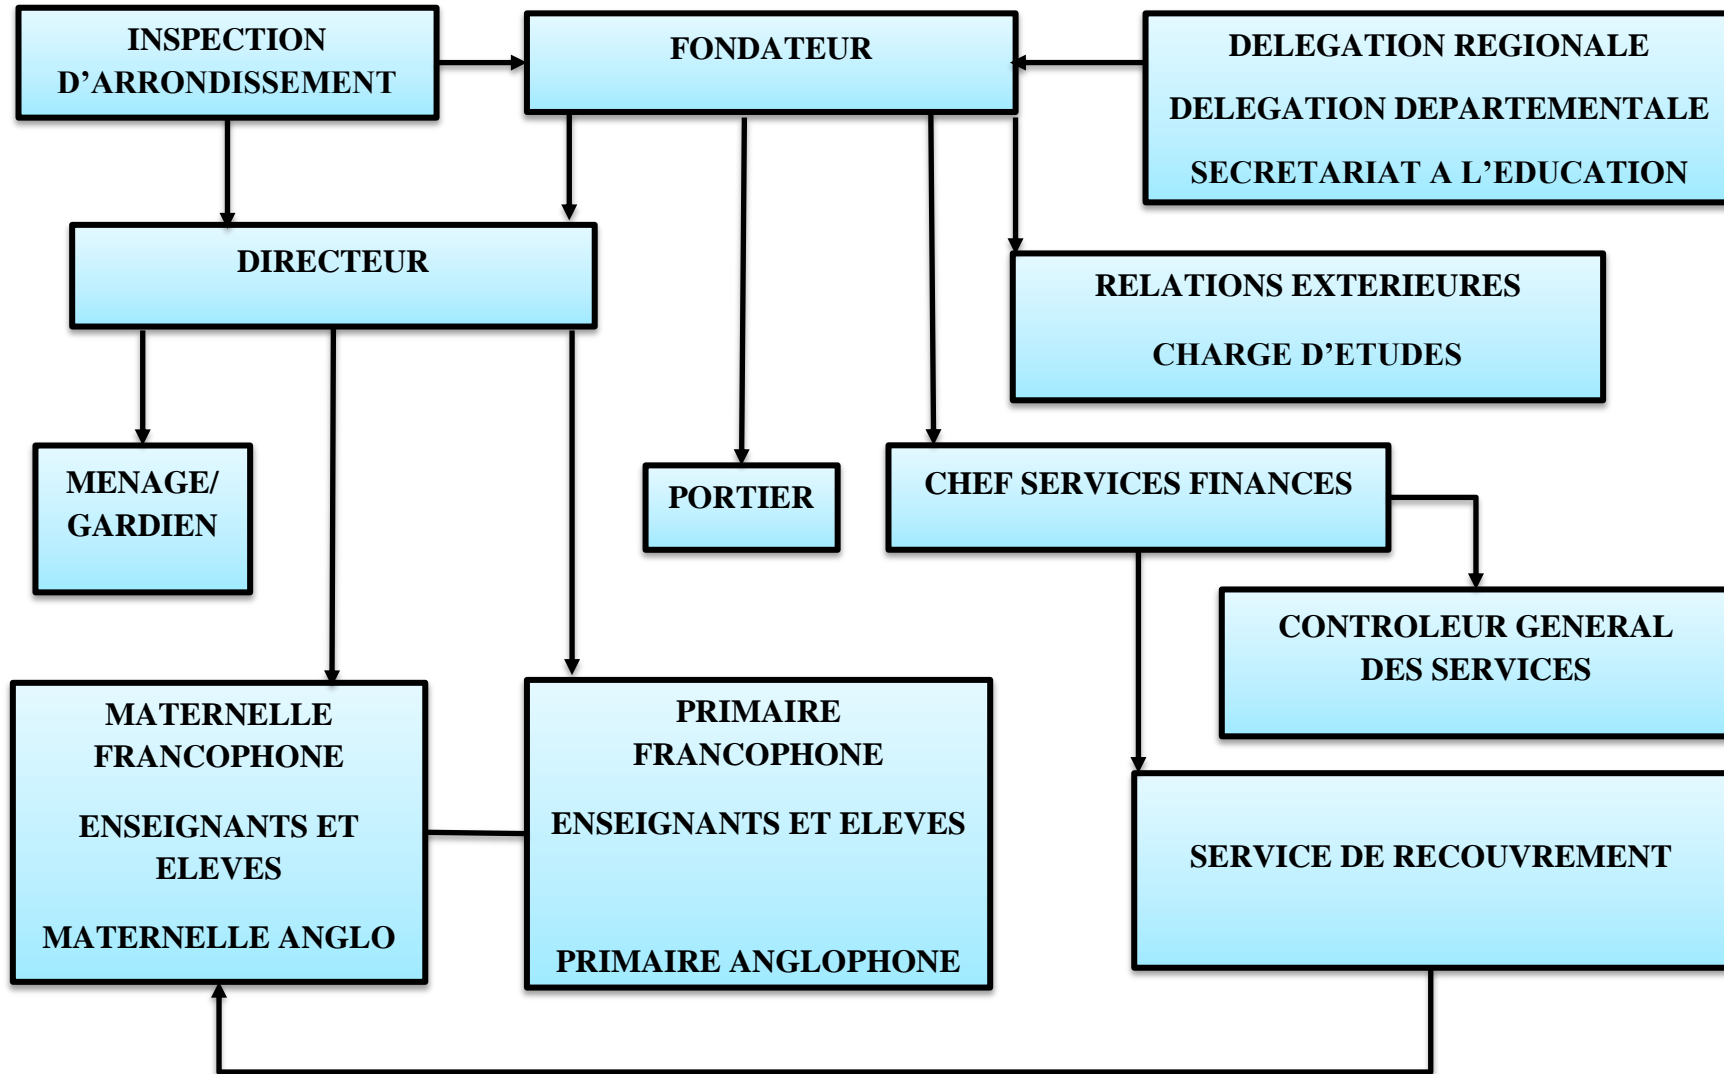 INSPECTION
D'ARRONDISSEMENT
FONDATEUR
DELEGATION REGIONALE
DELEGATION DEPARTEMENTALE
SECRETARIAT A L'EDUCATION
DIRECTEUR
RELATIONS EXTERIEURES
CHARGE D'ETUDES
MENAGE/
GARDIEN
PORTIER
CHEF SERVICES FINANCES
CONTROLEUR GENERAL
DES SERVICES
MATERNELLE
FRANCOPHONE
ENSEIGNANTS ET
ELEVES
MATERNELLE ANGLO
PRIMAIRE
FRANCOPHONE
ENSEIGNANTS ET ELEVES
PRIMAIRE ANGLOPHONE
SERVICE DE RECOUVREMENT